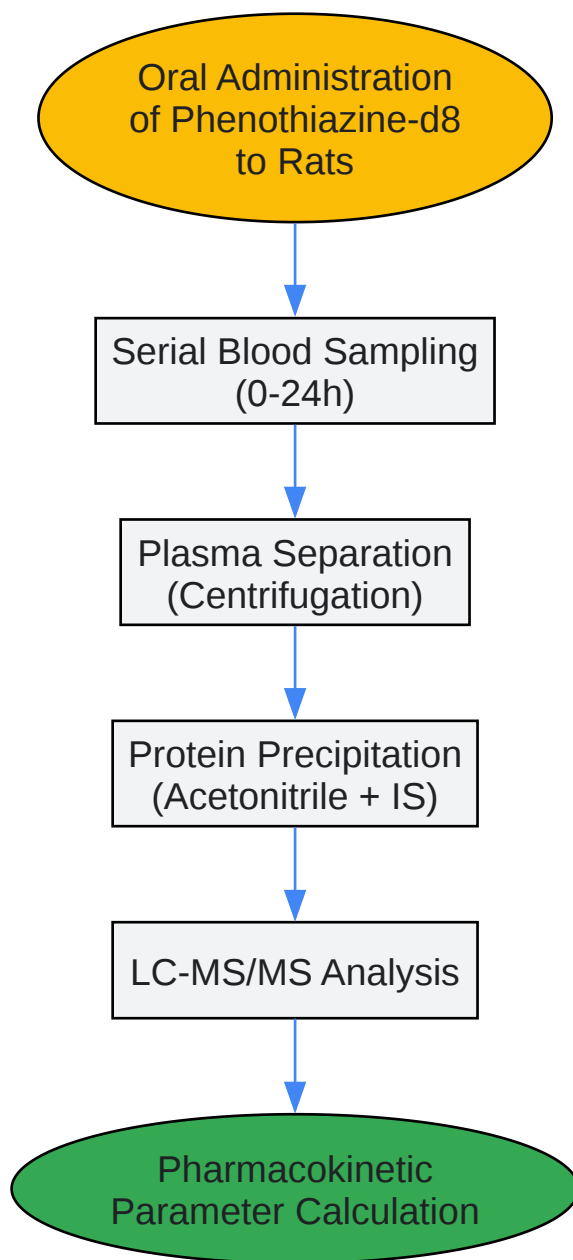 Oral Administration
of Phenothiazine-d8
to Rats
Serial Blood Sampling
(0-24h)
Plasma Separation
(Centrifugation)
Protein Precipitation
(Acetonitrile + IS)
LC-MS/MS Analysis
Pharmacokinetic
Parameter Calculation